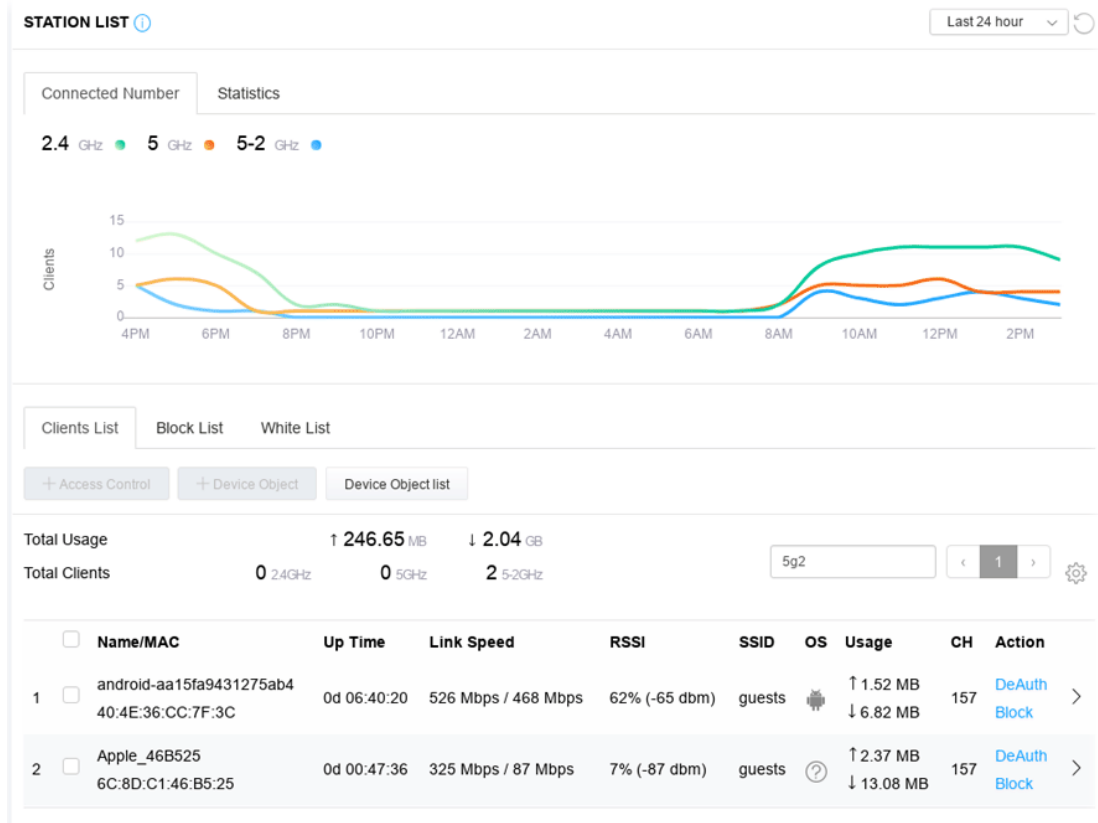 STATION LIST
Last 24 hour
Connected Number Statistics
2.4 GHz 5 GHz 5-2 GHz
15
10
5
0
Clients
4PM 6PM 8PM 10PM 12AM 2AM 4AM 6AM 8AM 10AM 12PM 2PM
Clients List Block List White List
+ Access Control + Device Object Device Object list
Total Usage ↑ 246.65 MB ↓ 2.04 GB
Total Clients 0 2.4GHz 0 5GHz 2 5-2GHz
5g2 ‹ 1 ›
Name/MAC Up Time Link Speed RSSI SSID OS Usage CH Action
1 android-aa15fa9431275ab4 0d 06:40:20 526 Mbps / 468 Mbps 62% (-65 dbm) guests ↑ 1.52 MB 157 DeAuth
40:4E:36:CC:7F:3C ↓ 6.82 MB Block
2 Apple_46B525 0d 00:47:36 325 Mbps / 87 Mbps 7% (-87 dbm) guests ↑ 2.37 MB 157 DeAuth
6C:8D:C1:46:B5:25 ↓ 13.08 MB Block